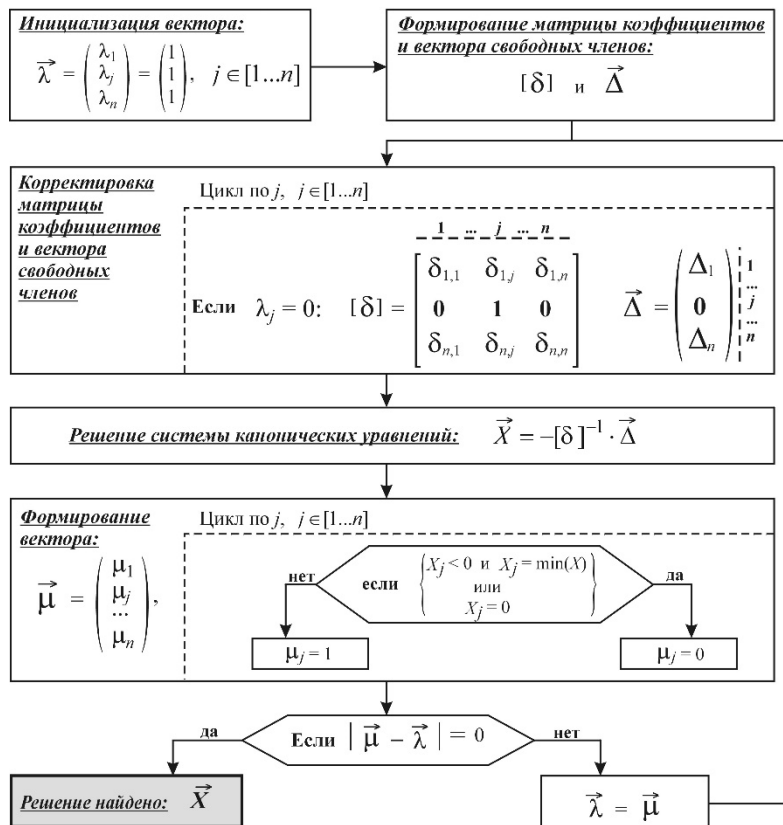 Инициализация вектора:
λ⃗ = (λ₁ λⱼ λₙ) = (1 1 1), j∈[1...n]
Формирование матрицы коэффициентов
и вектора свободных членов:
[δ] и Δ⃗
Корректировка
матрицы
коэффициентов
и вектора
свободных
членов
Цикл по j, j∈[1...n]
1 ... j ... n
Если λⱼ = 0: [δ] = [δ₁,₁ δ₁,ⱼ δ₁,ₙ
0 1 0
δₙ,₁ δₙ,ⱼ δₙ,ₙ]
Δ⃗ = (Δ₁ 0 Δₙ)
1
...
j
...
n
Решение системы канонических уравнений: X⃗ = −[δ]⁻¹ · Δ⃗
Формирование
вектора:
μ⃗ = (μ₁ μⱼ ... μₙ),
Цикл по j, j∈[1...n]
нет
если {Xⱼ < 0 и Xⱼ = min(X)
или
Xⱼ = 0}
да
μⱼ = 1
μⱼ = 0
да
Если | μ⃗ − λ⃗ | = 0
нет
Решение найдено: X⃗
λ⃗ = μ⃗